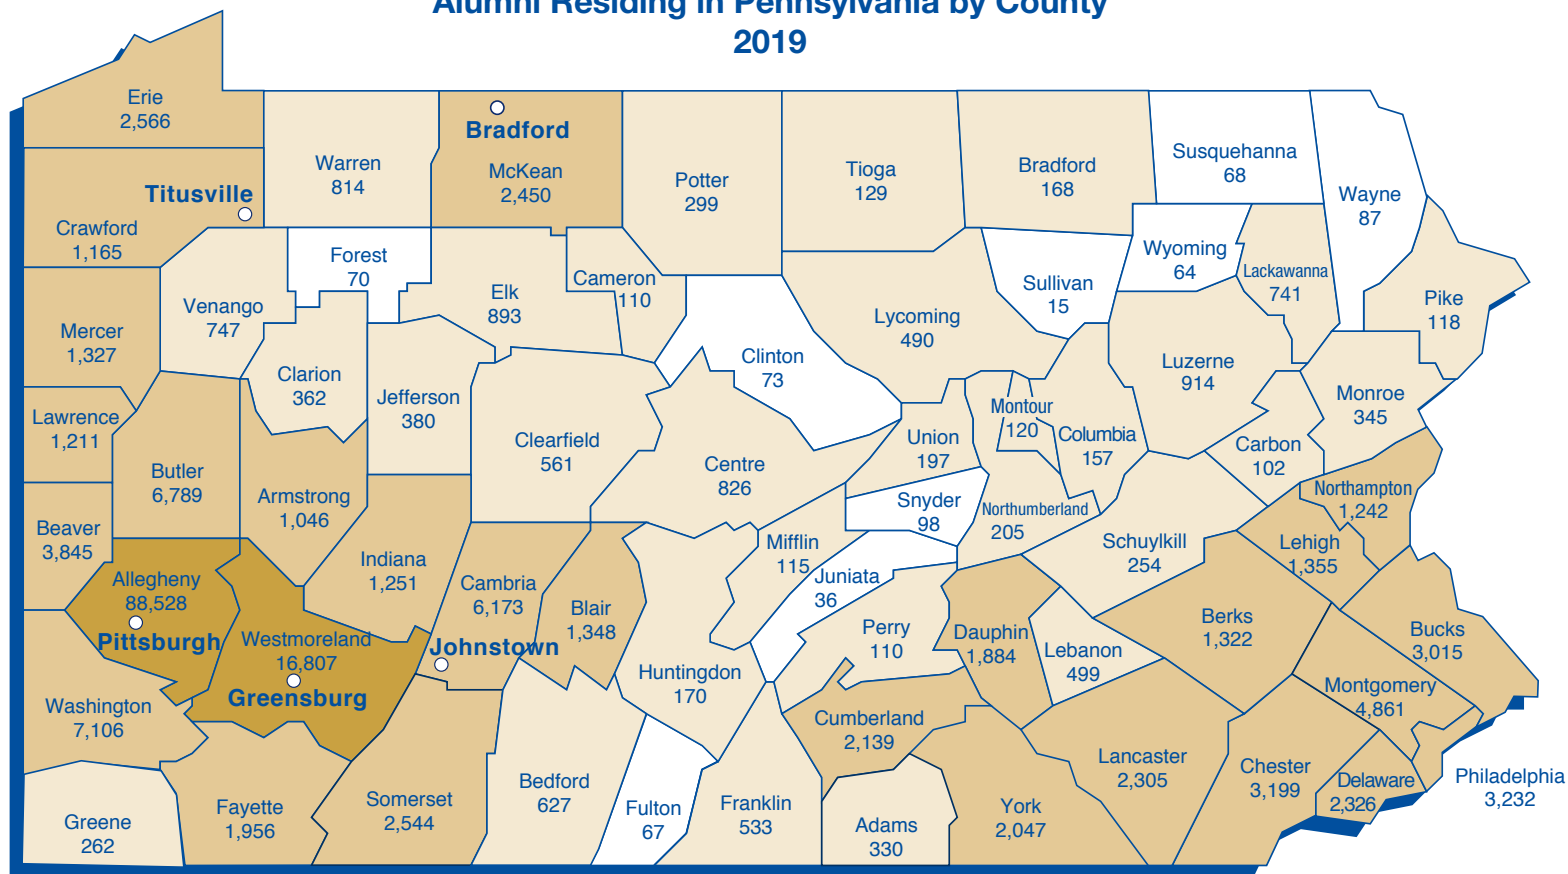 Alumni Residing in Pennsylvania by County
2019
Erie
2,566
Bradford
McKean
2,450
Warren
814
Potter
299
Tioga
129
Bradford
168
Susquehanna
68
Wayne
87
Titusville
Crawford
1,165
Forest
70
Venango
747
Elk
893
Cameron
110
Wyoming
64
Lackawanna
741
Sullivan
15
Pike
118
Mercer
1,327
Lycoming
490
Clinton
73
Luzerne
914
Clarion
362
Jefferson
380
Monroe
345
Lawrence
1,211
Montour
120
Columbia
157
Union
197
Carbon
102
Clearfield
561
Centre
826
Butler
6,789
Armstrong
1,046
Snyder
98
Northumberland
205
Northampton
1,242
Beaver
3,845
Mifflin
115
Schuylkill
254
Lehigh
1,355
Indiana
1,251
Allegheny
88,528
Pittsburgh
Cambria
6,173
Juniata
36
Blair
1,348
Berks
1,322
Westmoreland
16,807
Greensburg
Johnstown
Perry
110
Dauphin
1,884
Lebanon
499
Bucks
3,015
Huntingdon
170
Montgomery
4,861
Washington
7,106
Cumberland
2,139
Lancaster
2,305
Chester
3,199
Delaware
2,326
Philadelphia
3,232
Bedford
627
Somerset
2,544
Fayette
1,956
Greene
262
Fulton
67
Franklin
533
Adams
330
York
2,047